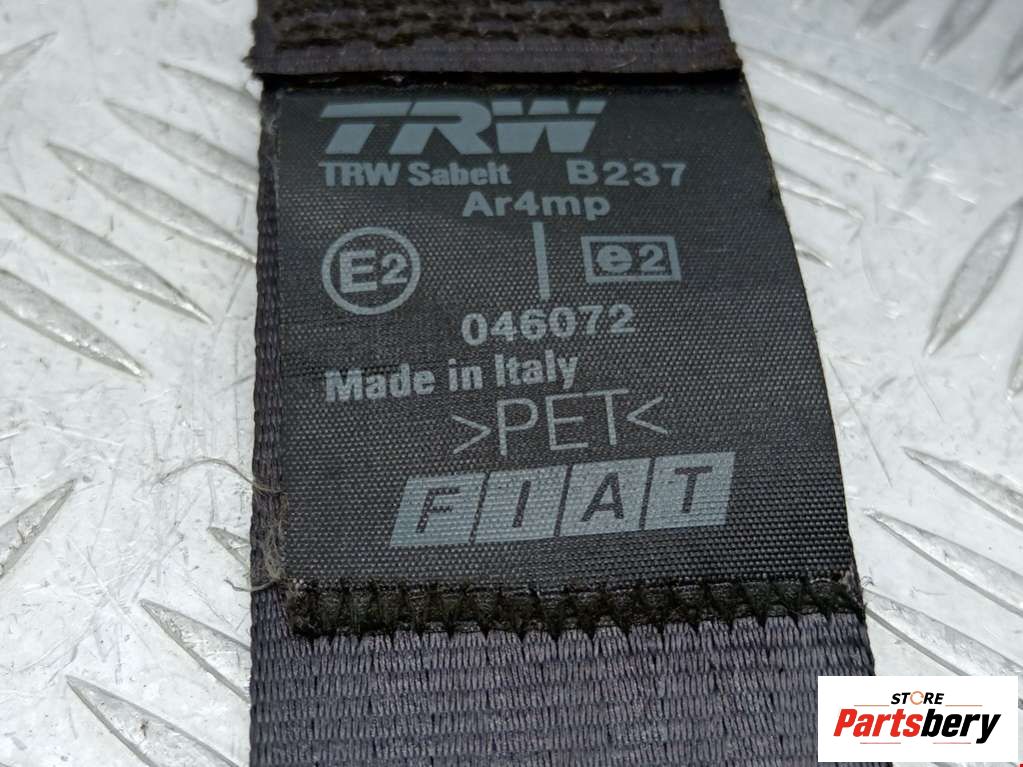 TRW
TRW Sabelt B237
Ar4mp
E2 e2
046072
Made in Italy
>PET<
FIAT
STORE
Partsbery